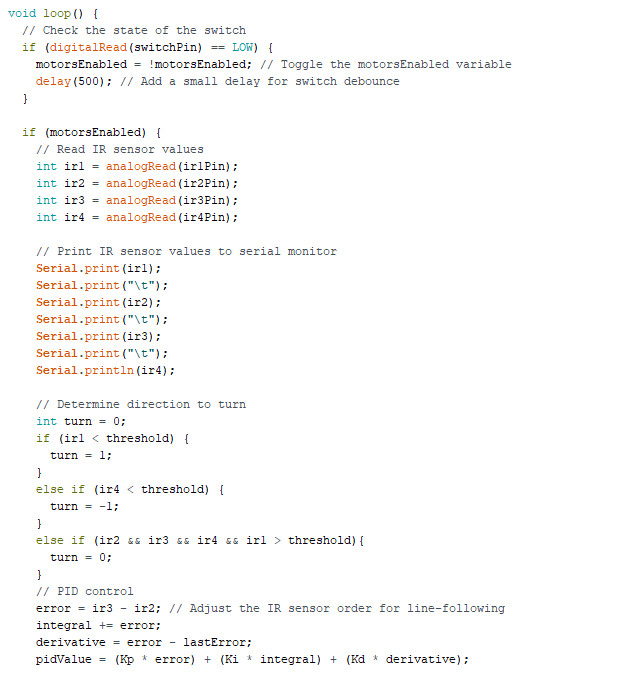 void loop() {
  // Check the state of the switch
  if (digitalRead(switchPin) == LOW) {
    motorsEnabled = !motorsEnabled; // Toggle the motorsEnabled variable
    delay(500); // Add a small delay for switch debounce
  }

  if (motorsEnabled) {
    // Read IR sensor values
    int ir1 = analogRead(ir1Pin);
    int ir2 = analogRead(ir2Pin);
    int ir3 = analogRead(ir3Pin);
    int ir4 = analogRead(ir4Pin);

    // Print IR sensor values to serial monitor
    Serial.print(ir1);
    Serial.print("\t");
    Serial.print(ir2);
    Serial.print("\t");
    Serial.print(ir3);
    Serial.print("\t");
    Serial.println(ir4);

    // Determine direction to turn
    int turn = 0;
    if (ir1 < threshold) {
      turn = 1;
    }
    else if (ir4 < threshold) {
      turn = -1;
    }
    else if (ir2 && ir3 && ir4 && ir1 > threshold){
      turn = 0;
    }
    // PID control
    error = ir3 - ir2; // Adjust the IR sensor order for line-following
    integral += error;
    derivative = error - lastError;
    pidValue = (Kp * error) + (Ki * integral) + (Kd * derivative);